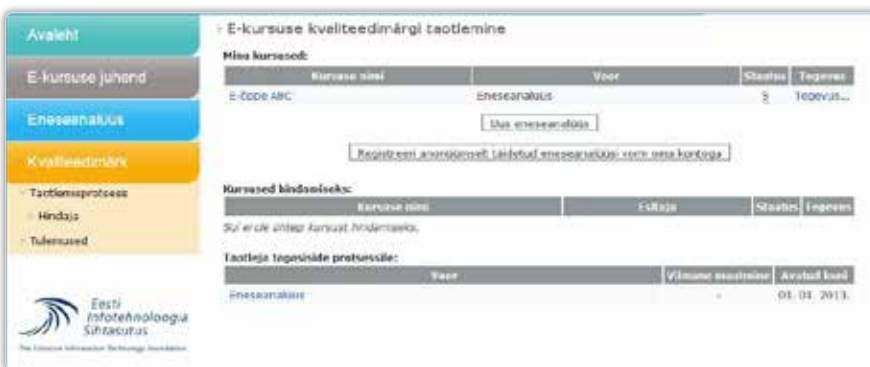 Avaleht
E-kursuse juhend
Eneseanalüüs
Kvaliteedimärk
Taotlemisprotsess
Hindaja
Tulemused
Eesti
Infotehnoloogia
Sihtasutus
The Estonian Information Technology Foundation
E-kursuse kvaliteedimärgi taotlemine
Minu kursused:
Kursuse nimi Voor Staatus Tegevus
E-õppe ABC Eneseanalüüs Tegevus...
Uus eneseanalüüs
Registreeri anonüümselt täidetud eneseanalüüsi vorm oma kontoga
Kursused hindamiseks:
Kursuse nimi Esitaja Staatus Tegevus
Sul ei ole ühtegi kursust hindamiseks.
Taotleja tagasiside protsessile:
Voor Viimane muutmine Avatud kuni
Eneseanalüüs - 01. 01. 2013.